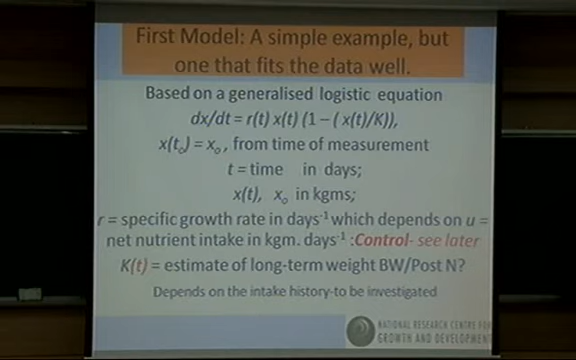 First Model: A simple example, but
one that fits the data well.
Based on a generalised logistic equation
dx/dt = r(t) x(t) (1 – ( x(t)/K)),
x(t₀) = x₀ , from time of measurement
t = time in days;
x(t), x₀ in kgms;
r = specific growth rate in days⁻¹ which depends on u =
net nutrient intake in kgm. days⁻¹ :Control- see later
K(t) = estimate of long-term weight BW/Post N?
Depends on the intake history-to be investigated
NATIONAL RESEARCH CENTRE FOR
GROWTH AND DEVELOPMENT